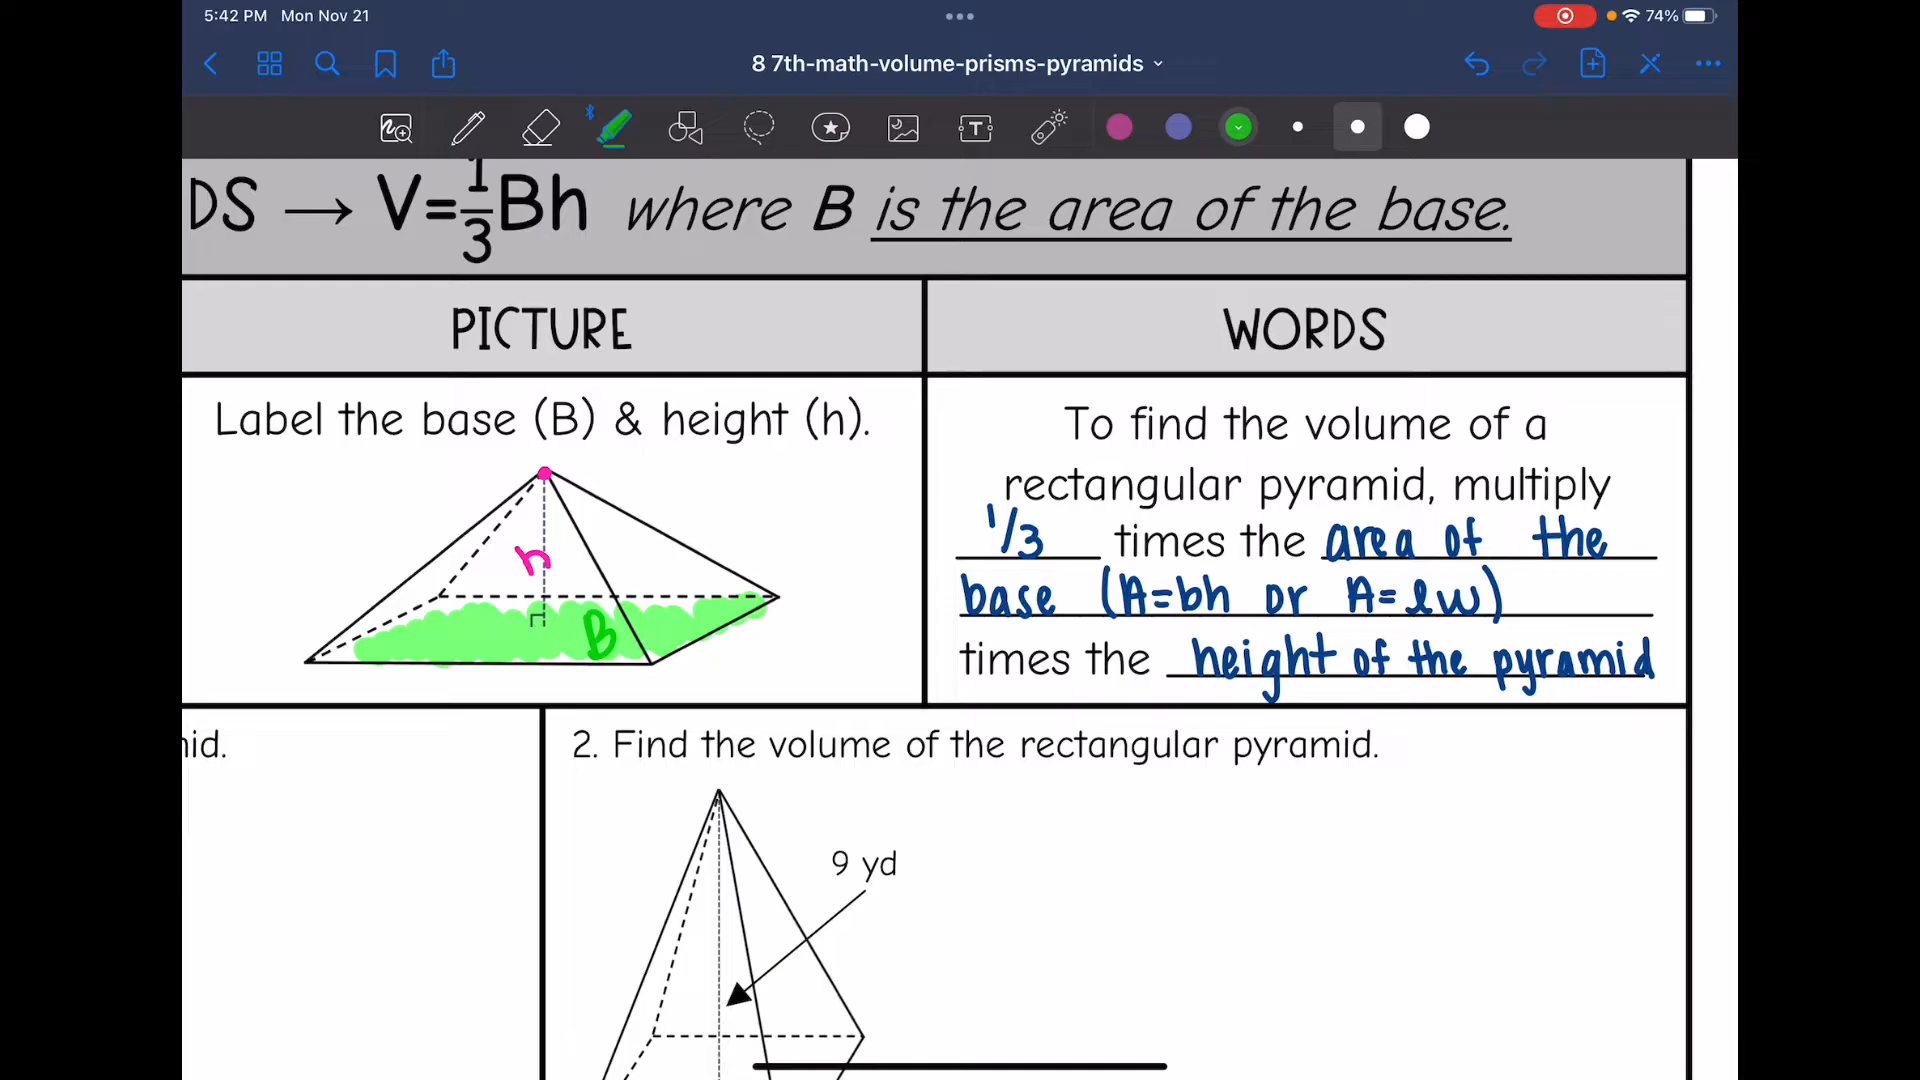 5:42 PM Mon Nov 21
74%
8 7th-math-volume-prisms-pyramids
DS → V=1/3Bh where B is the area of the base.
PICTURE
WORDS
Label the base (B) & height (h).
h
B
To find the volume of a
rectangular pyramid, multiply
1/3 times the area of the
base (A=bh or A=lw)
times the height of the pyramid
id.
2. Find the volume of the rectangular pyramid.
9 yd